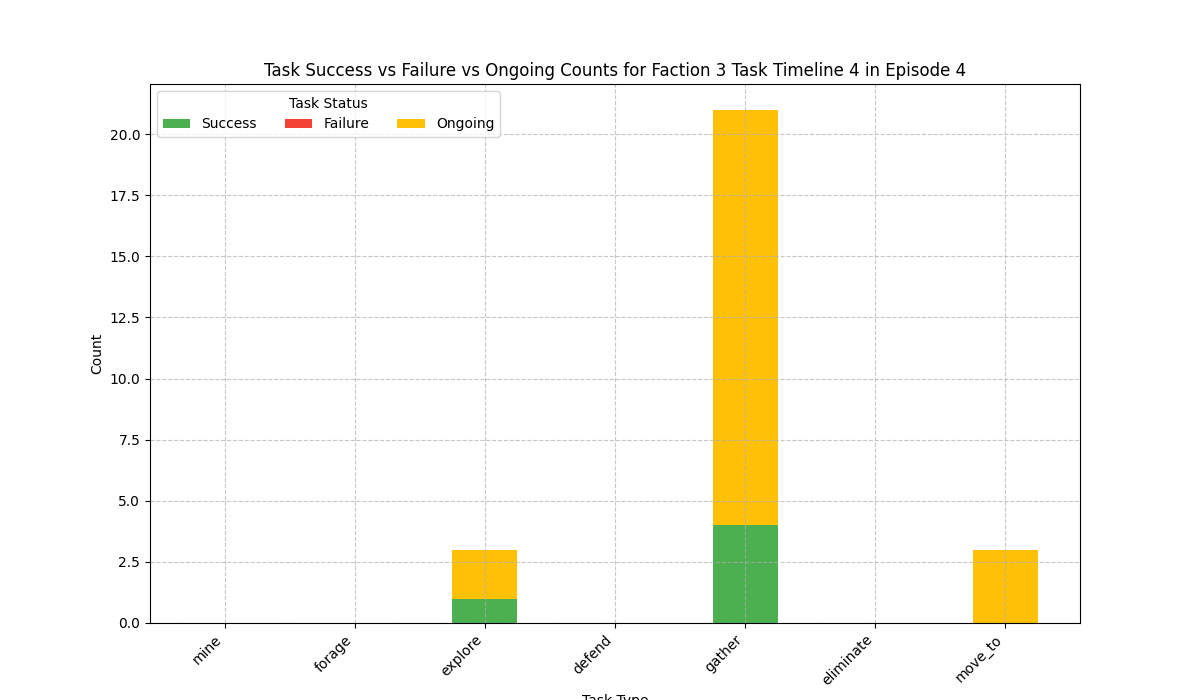 Task Success vs Failure vs Ongoing Counts for Faction 3 Task Timeline 4 in Episode 4
Task Status
Success Failure Ongoing
20.0
17.5
15.0
12.5
10.0
7.5
5.0
2.5
0.0
Count
mine forage explore defend gather eliminate move_to
Task Type